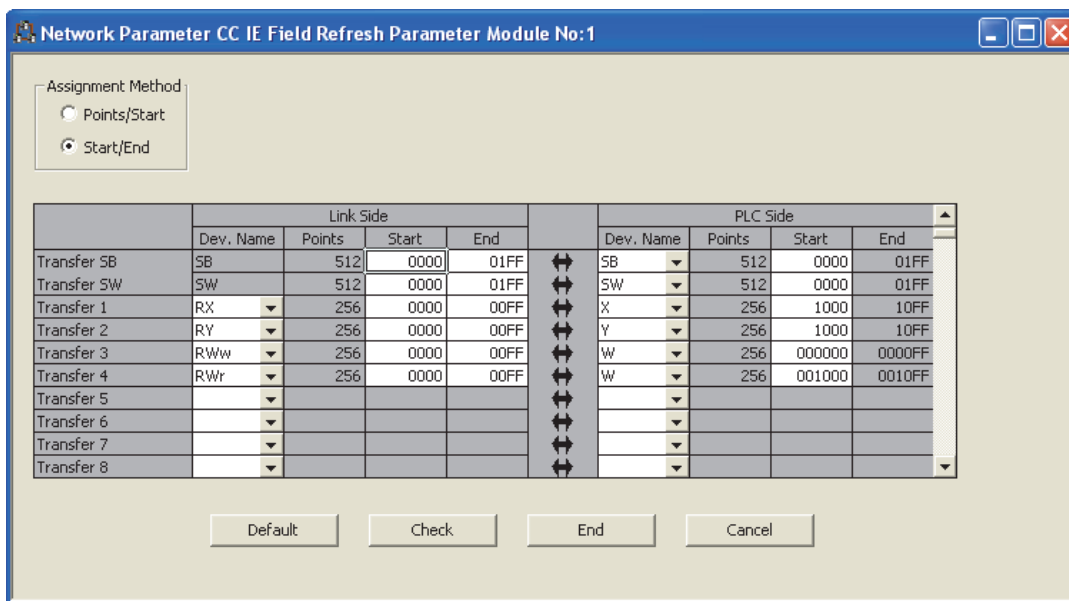 Network Parameter CC IE Field Refresh Parameter Module No:1
Assignment Method
Points/Start
Start/End
Link Side PLC Side
Dev. Name Points Start End Dev. Name Points Start End
Transfer SB SB 512 0000 01FF SB 512 0000 01FF
Transfer SW SW 512 0000 01FF SW 512 0000 01FF
Transfer 1 RX 256 0000 00FF X 256 1000 10FF
Transfer 2 RY 256 0000 00FF Y 256 1000 10FF
Transfer 3 RWw 256 0000 00FF W 256 000000 0000FF
Transfer 4 RWr 256 0000 00FF W 256 001000 0010FF
Transfer 5
Transfer 6
Transfer 7
Transfer 8
Default Check End Cancel